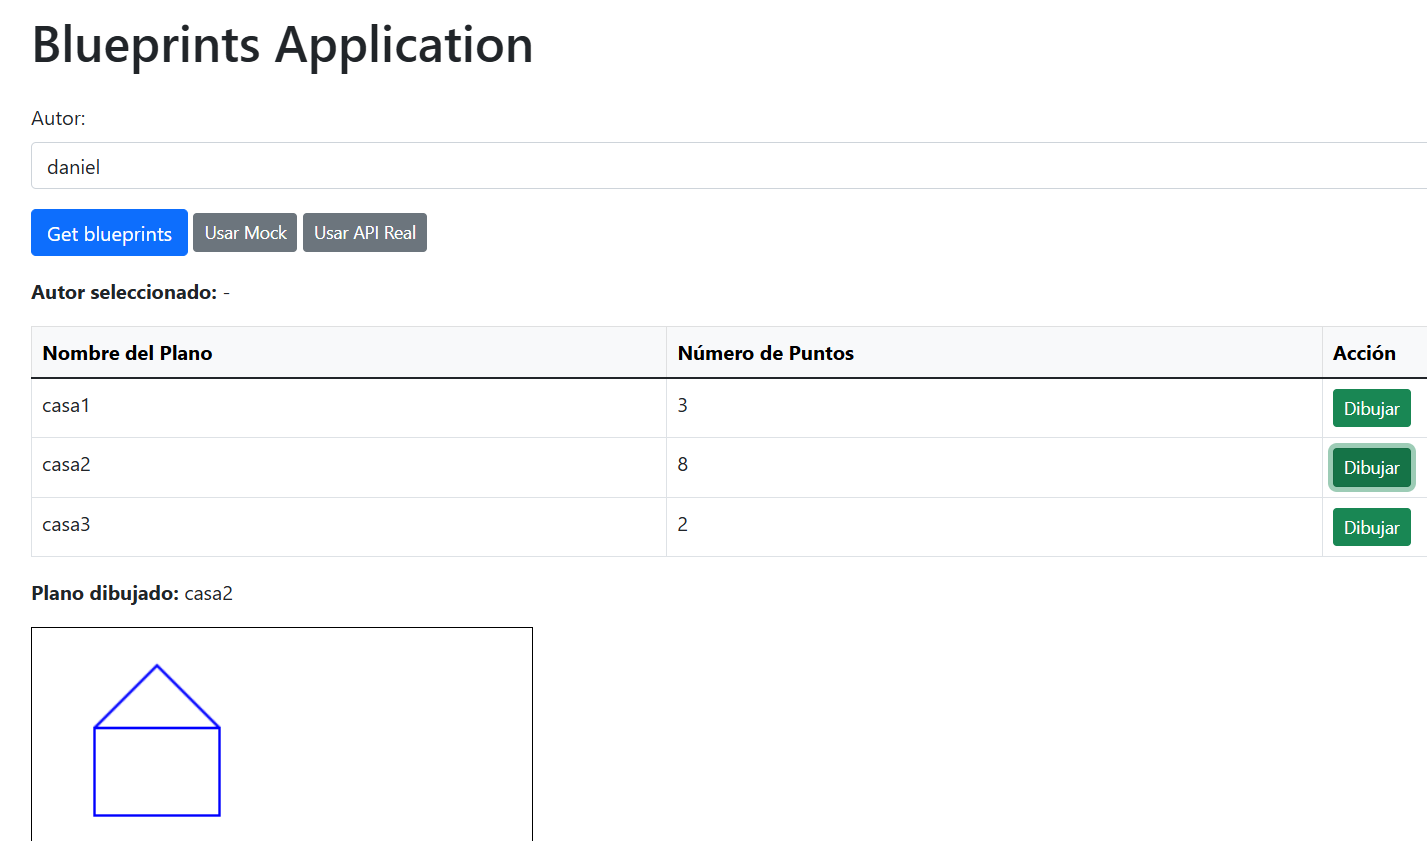 Blueprints Application
Autor:
daniel
Get blueprints Usar Mock Usar API Real
Autor seleccionado: -
Nombre del Plano Número de Puntos Acción
casa1 3 Dibujar
casa2 8 Dibujar
casa3 2 Dibujar
Plano dibujado: casa2